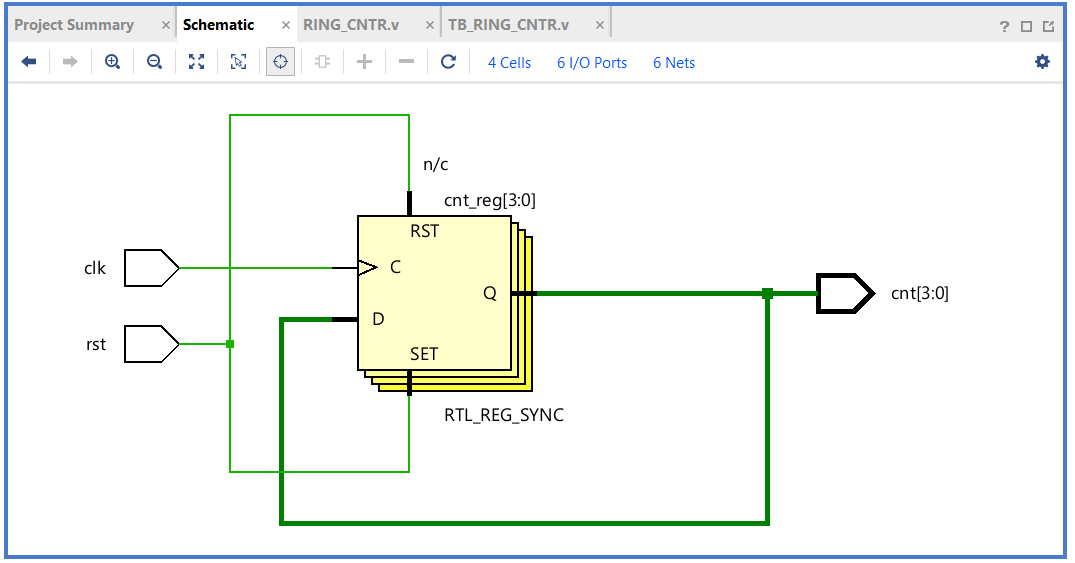 Project Summary × Schematic × RING_CNTR.v × TB_RING_CNTR.v ×
?
4 Cells 6 I/O Ports 6 Nets
n/c
cnt_reg[3:0]
RST
clk
C
Q
cnt[3:0]
D
rst
SET
RTL_REG_SYNC